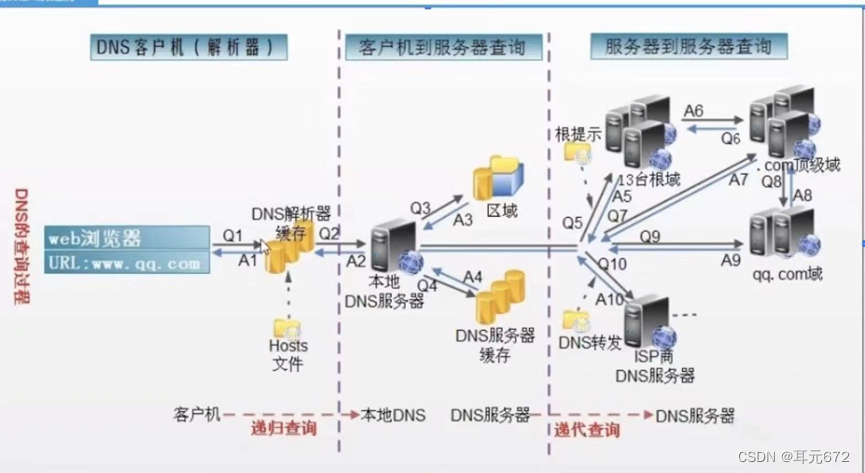 DNS客户机（解析器）
客户机到服务器查询
服务器到服务器查询
DNS的查询过程
web浏览器
URL:www.qq.com
Q1
A1
DNS解析器
缓存
Hosts
文件
Q2
A2
本地
DNS服务器
Q3
A3
区域
Q4
A4
DNS服务器
缓存
根提示
13台根域
Q5
A5
A6
Q6
.com顶级域
Q7
A7
Q8
A8
Q9
A9
qq.com域
Q10
A10
DNS转发
ISP商
DNS服务器
客户机
递归查询
本地DNS
DNS服务器
递代查询
DNS服务器
CSDN @耳元672